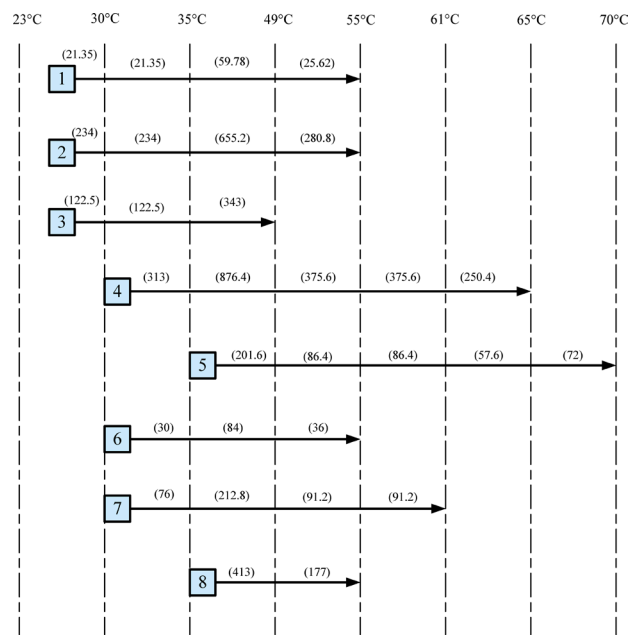 23°C 30°C 35°C 49°C 55°C 61°C 65°C 70°C
(21.35) (21.35) (59.78) (25.62)
1
(234) (234) (655.2) (280.8)
2
(122.5) (122.5) (343)
3
(313) (876.4) (375.6) (375.6) (250.4)
4
(201.6) (86.4) (86.4) (57.6) (72)
5
(30) (84) (36)
6
(76) (212.8) (91.2) (91.2)
7
(413) (177)
8